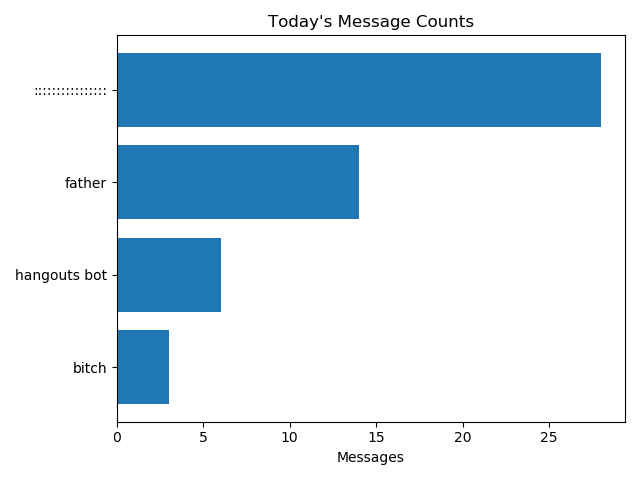 Today's Message Counts
::::::::::::::::
father
hangouts bot
bitch
0 5 10 15 20 25
Messages